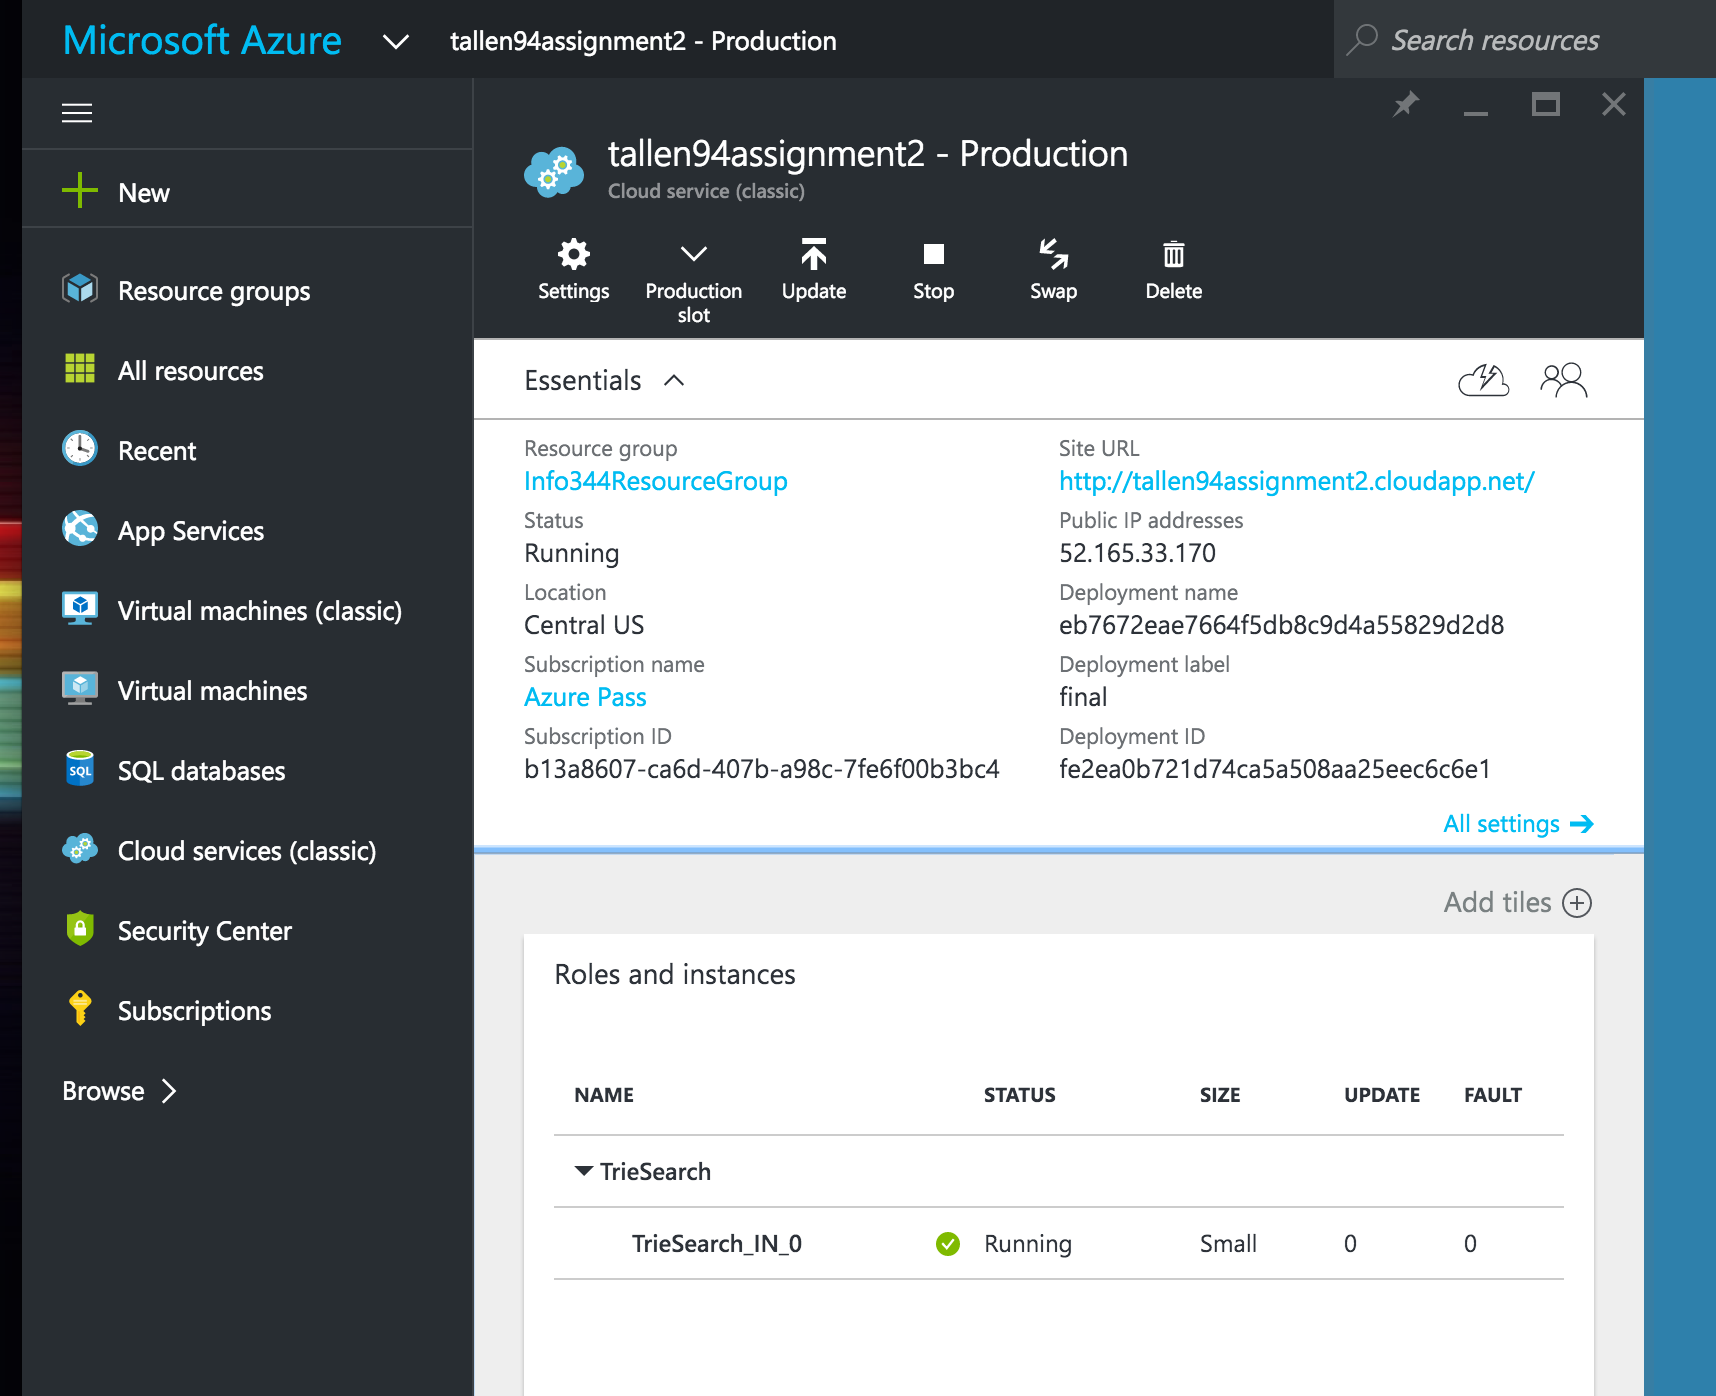 Microsoft Azure
tallen94assignment2 - Production
Search resources
New
Resource groups
All resources
Recent
App Services
Virtual machines (classic)
Virtual machines
SQL
SQL databases
Cloud services (classic)
Security Center
Subscriptions
Browse
tallen94assignment2 - Production
Cloud service (classic)
Settings
Production
slot
Update
Stop
Swap
Delete
Essentials
Resource group
Info344ResourceGroup
Status
Running
Location
Central US
Subscription name
Azure Pass
Subscription ID
b13a8607-ca6d-407b-a98c-7fe6f00b3bc4
Site URL
http://tallen94assignment2.cloudapp.net/
Public IP addresses
52.165.33.170
Deployment name
eb7672eae7664f5db8c9d4a55829d2d8
Deployment label
final
Deployment ID
fe2ea0b721d74ca5a508aa25eec6c6e1
All settings
Add tiles
Roles and instances
NAME STATUS SIZE UPDATE FAULT
TrieSearch
TrieSearch_IN_0 Running Small 0 0